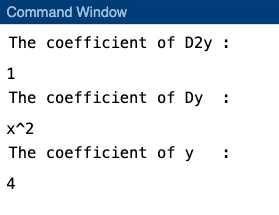 Command Window
The coefficient of D2y :
1
The coefficient of Dy  :
x^2
The coefficient of y   :
4